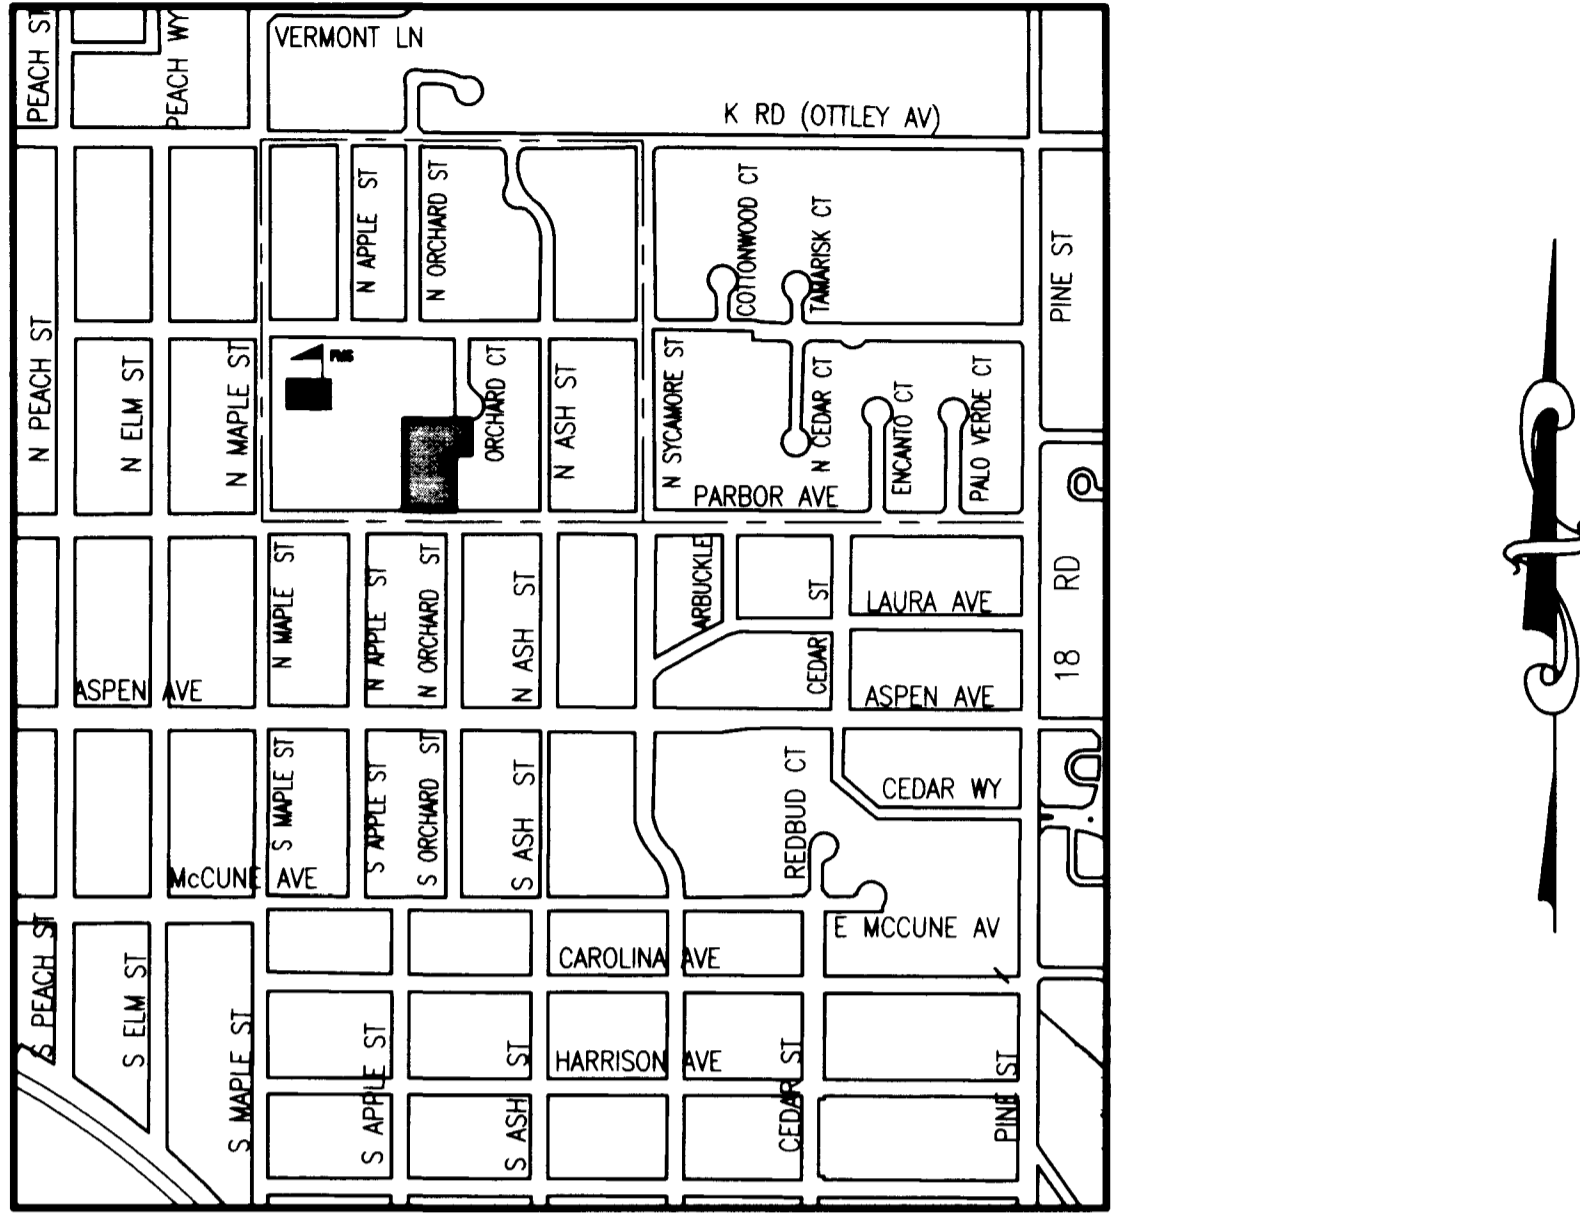 PEACH ST
PEACH WY
VERMONT LN
K RD (OTTLEY AV)
N APPLE ST
N ORCHARD ST
COTTONWOOD CT
TAMARISK CT
PINE ST
N PEACH ST
N ELM ST
N MAPLE ST
FMS
ORCHARD CT
N ASH ST
N SYCAMORE ST
N CEDAR CT
ENCANTO CT
PALO VERDE CT
PARBOR AVE
18 RD
N MAPLE ST
N APPLE ST
N ORCHARD ST
N ASH ST
ARBUCKLE
CEDAR ST
LAURA AVE
ASPEN AVE
ASPEN AVE
S MAPLE ST
S APPLE ST
S ORCHARD ST
S ASH ST
REDBUD CT
CEDAR WY
McCUNE AVE
E MCCUNE AV
CAROLINA AVE
S PEACH ST
S ELM ST
S MAPLE ST
S APPLE ST
S ASH ST
HARRISON AVE
CEDAR ST
PINE ST